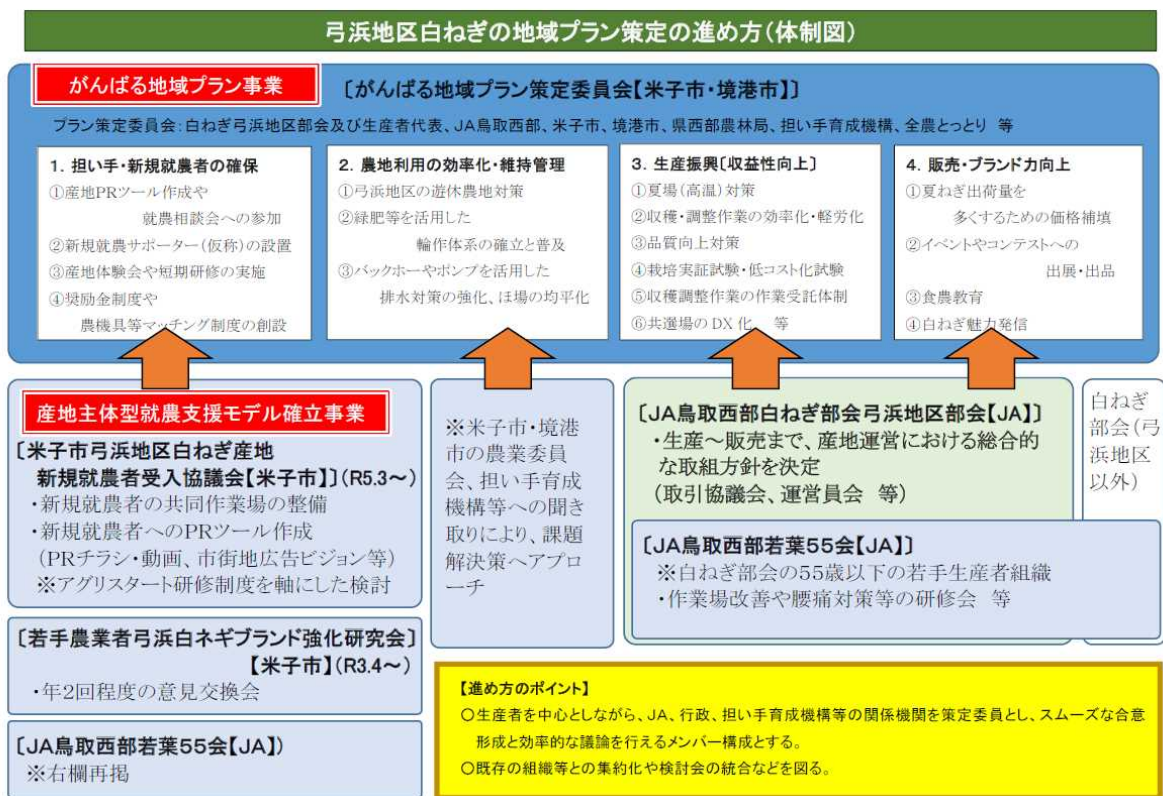 弓浜地区白ねぎの地域プラン策定の進め方(体制図)
がんばる地域プラン事業
〔がんばる地域プラン策定委員会【米子市・境港市】〕
プラン策定委員会:白ねぎ弓浜地区部会及び生産者代表、JA鳥取西部、米子市、境港市、県西部農林局、担い手育成機構、全農とっとり 等
1. 担い手・新規就農者の確保
①産地PRツール作成や
就農相談会への参加
②新規就農サポーター(仮称)の設置
③産地体験会や短期研修の実施
④奨励金制度や
農機具等マッチング制度の創設
2. 農地利用の効率化・維持管理
①弓浜地区の遊休農地対策
②緑肥等を活用した
輪作体系の確立と普及
③バックホーやポンプを活用した
排水対策の強化、ほ場の均平化
3. 生産振興〔収益性向上〕
①夏場(高温)対策
②収穫・調整作業の効率化・軽労化
③品質向上対策
④栽培実証試験・低コスト化試験
⑤収穫調整作業の作業受託体制
⑥共選場のDX化 等
4. 販売・ブランド力向上
①夏ねぎ出荷量を
多くするための価格補填
②イベントやコンテストへの
出展・出品
③食農教育
④白ねぎ魅力発信
産地主体型就農支援モデル確立事業
〔米子市弓浜地区白ねぎ産地
新規就農者受入協議会【米子市】〕(R5.3~)
・新規就農者の共同作業場の整備
・新規就農者へのPRツール作成
(PRチラシ・動画、市街地広告ビジョン等)
※アグリスタート研修制度を軸にした検討
〔若手農業者弓浜白ネギブランド強化研究会〕
【米子市】(R3.4~)
・年2回程度の意見交換会
〔JA鳥取西部若葉55会【JA】)
※右欄再掲
※米子市・境港
市の農業委員
会、担い手育成
機構等への聞き
取りにより、課題
解決策へアプロ
ーチ
〔JA鳥取西部白ねぎ部会弓浜地区部会【JA】〕
・生産~販売まで、産地運営における総合的
な取組方針を決定
(取引協議会、運営員会 等)
〔JA鳥取西部若葉55会【JA】〕
※白ねぎ部会の55歳以下の若手生産者組織
・作業場改善や腰痛対策等の研修会 等
白ねぎ
部会(弓
浜地区
以外)
【進め方のポイント】
○生産者を中心としながら、JA、行政、担い手育成機構等の関係機関を策定委員とし、スムーズな合意
形成と効率的な議論を行えるメンバー構成とする。
○既存の組織等との集約化や検討会の統合などを図る。